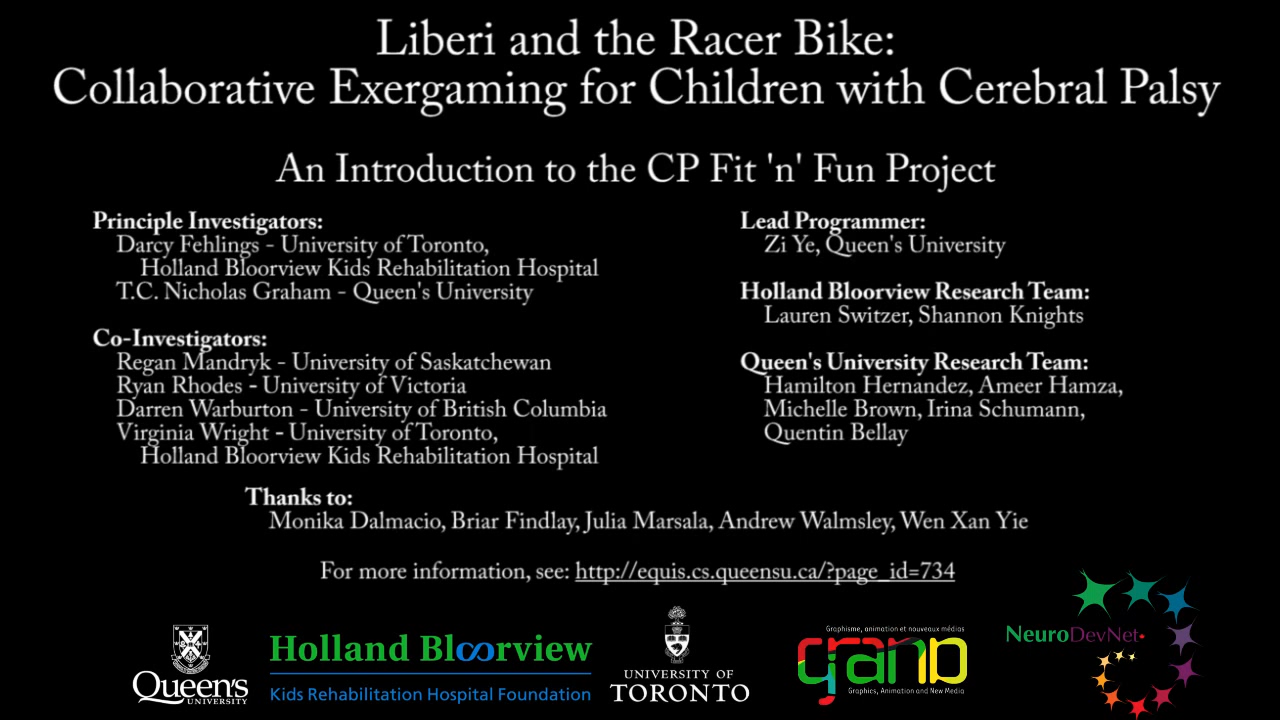 Liberi and the Racer Bike:
Collaborative Exergaming for Children with Cerebral Palsy
An Introduction to the CP Fit 'n' Fun Project
Principle Investigators:
Darcy Fehlings - University of Toronto,
Holland Bloorview Kids Rehabilitation Hospital
T.C. Nicholas Graham - Queen's University
Co-Investigators:
Regan Mandryk - University of Saskatchewan
Ryan Rhodes - University of Victoria
Darren Warburton - University of British Columbia
Virginia Wright - University of Toronto,
Holland Bloorview Kids Rehabilitation Hospital
Lead Programmer:
Zi Ye, Queen's University
Holland Bloorview Research Team:
Lauren Switzer, Shannon Knights
Queen's University Research Team:
Hamilton Hernandez, Ameer Hamza,
Michelle Brown, Irina Schumann,
Quentin Bellay
Thanks to:
Monika Dalmacio, Briar Findlay, Julia Marsala, Andrew Walmsley, Wen Xan Yie
For more information, see: http://equis.cs.queensu.ca/?page_id=734
Queen's
UNIVERSITY
Holland Bloorview
Kids Rehabilitation Hospital Foundation
UNIVERSITY OF
TORONTO
Graphisme, animation et nouveaux médias
grand
Graphics, Animation and New Media
NeuroDevNet